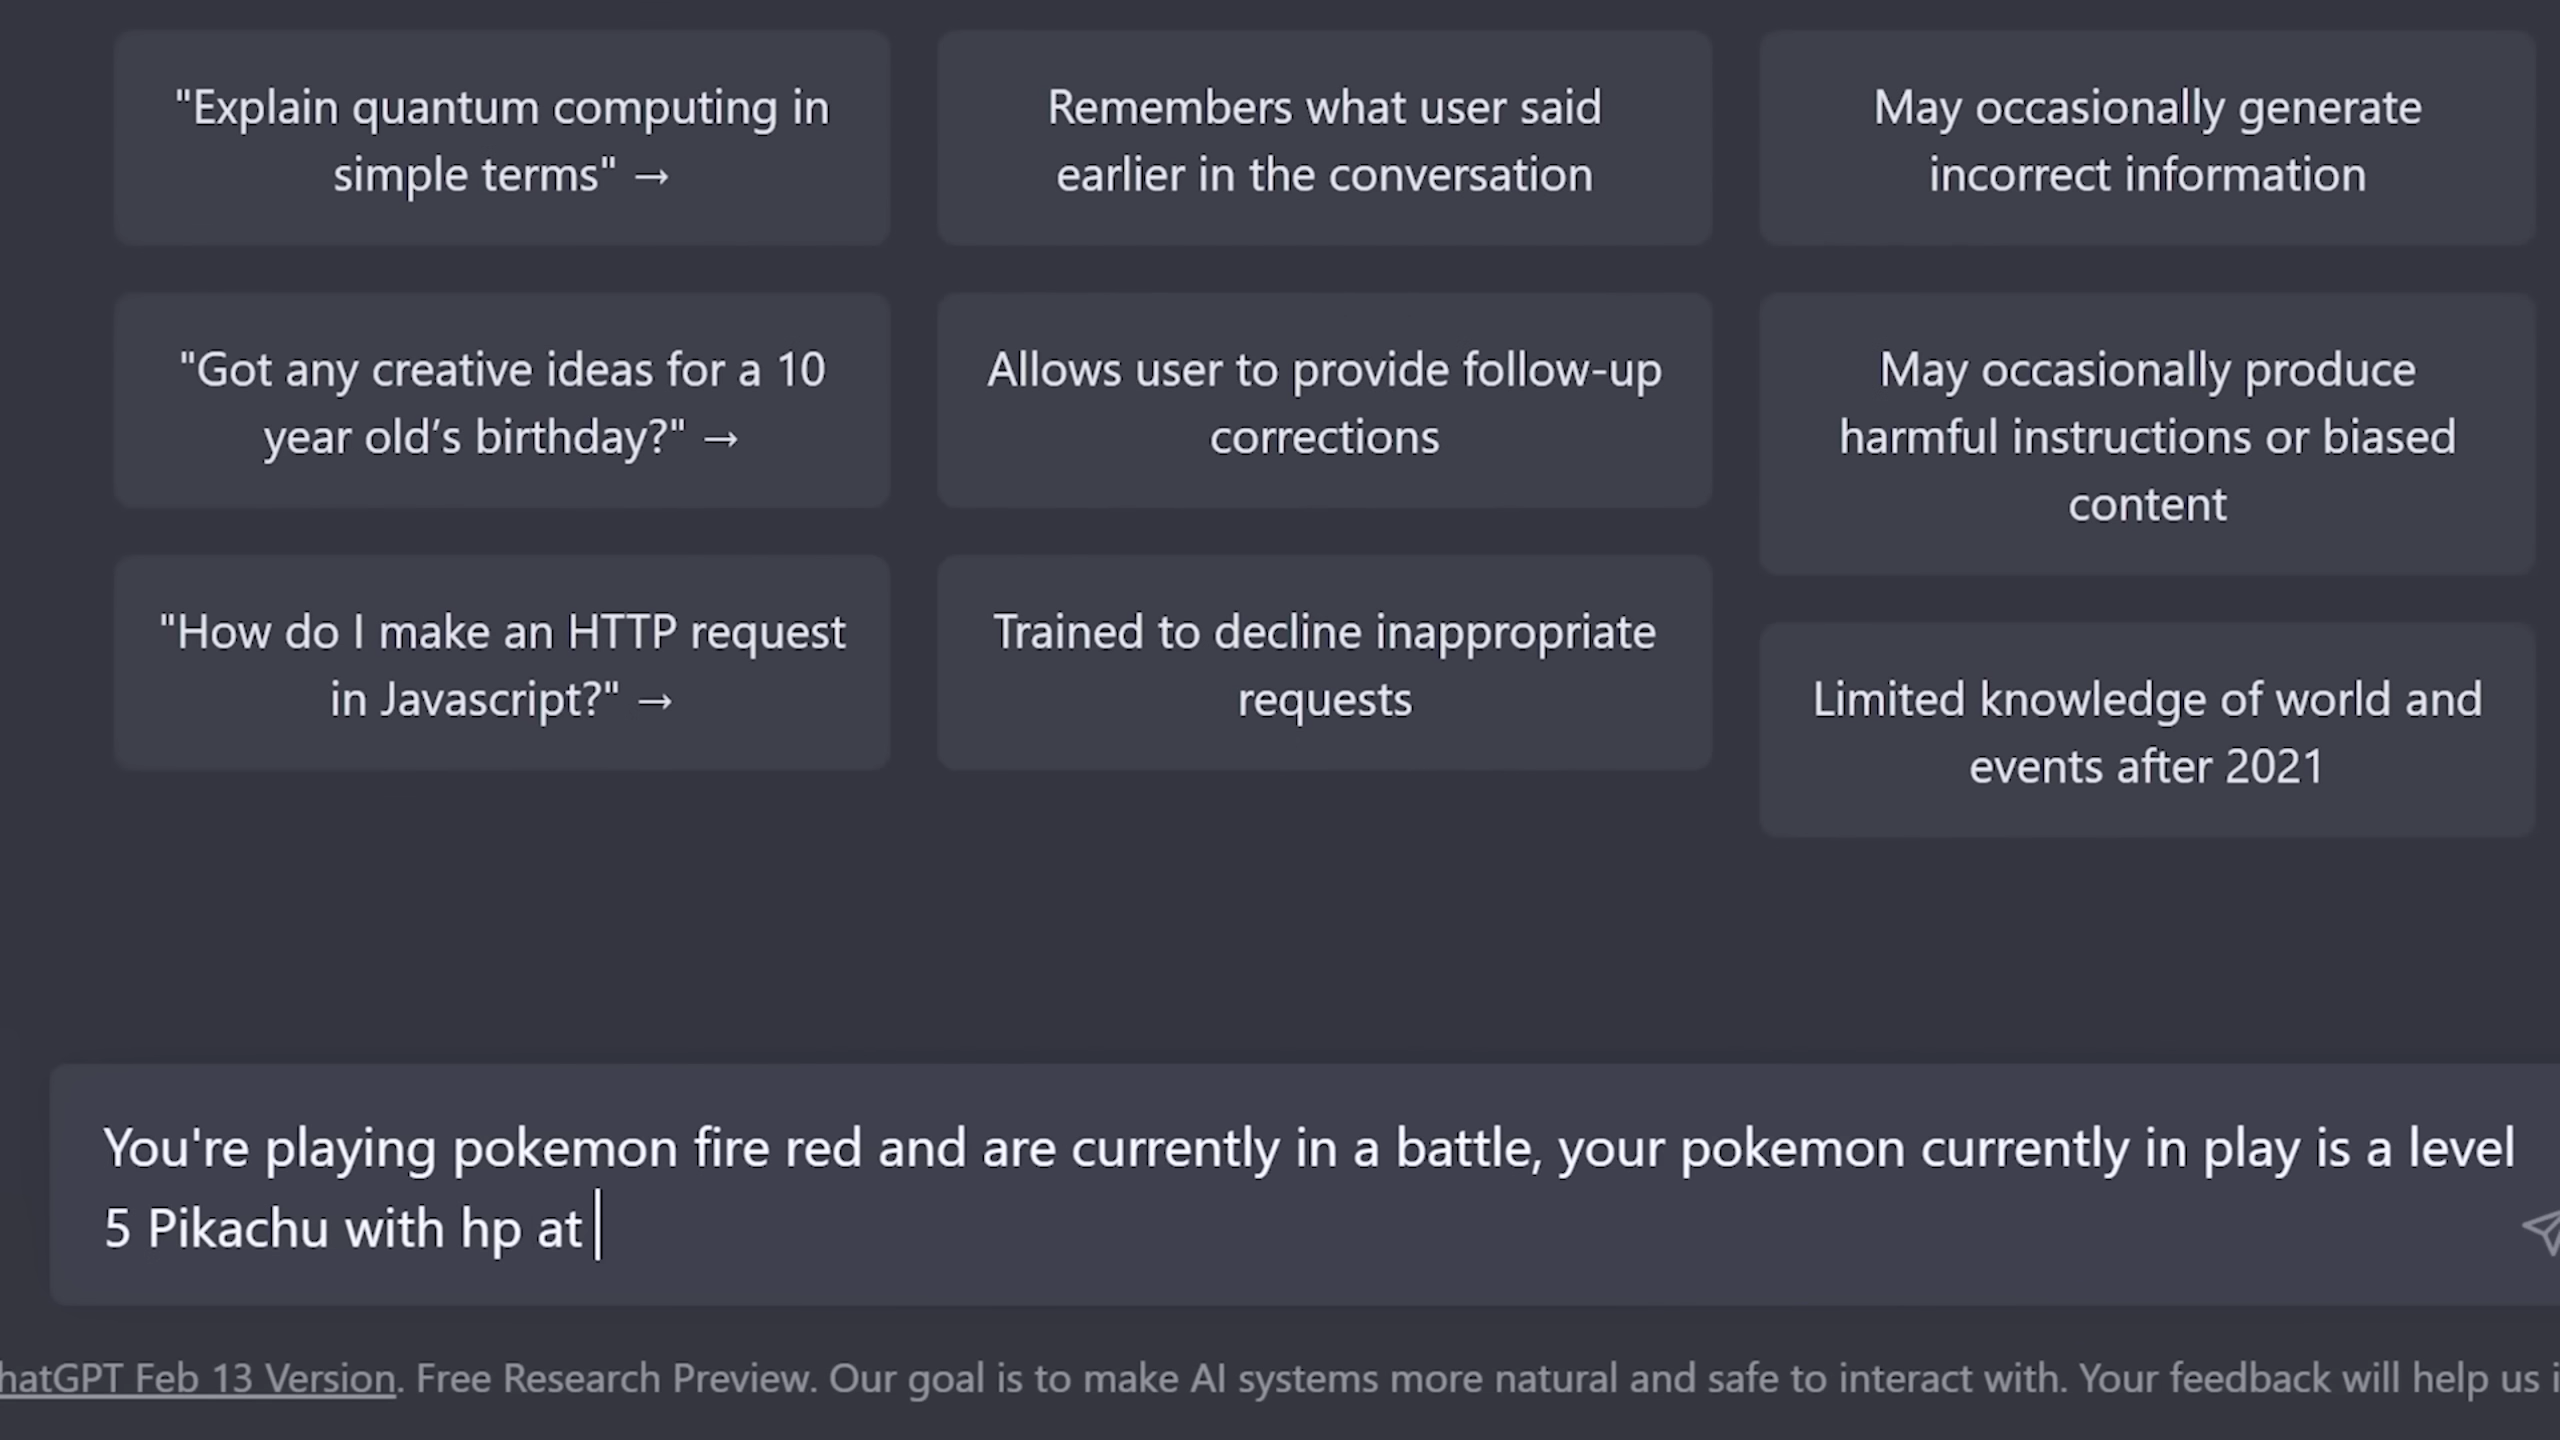 "Explain quantum computing in
simple terms" →
Remembers what user said
earlier in the conversation
May occasionally generate
incorrect information
"Got any creative ideas for a 10
year old’s birthday?" →
Allows user to provide follow-up
corrections
May occasionally produce
harmful instructions or biased
content
"How do I make an HTTP request
in Javascript?" →
Trained to decline inappropriate
requests
Limited knowledge of world and
events after 2021
You're playing pokemon fire red and are currently in a battle, your pokemon currently in play is a level
5 Pikachu with hp at
hatGPT Feb 13 Version. Free Research Preview. Our goal is to make AI systems more natural and safe to interact with. Your feedback will help us